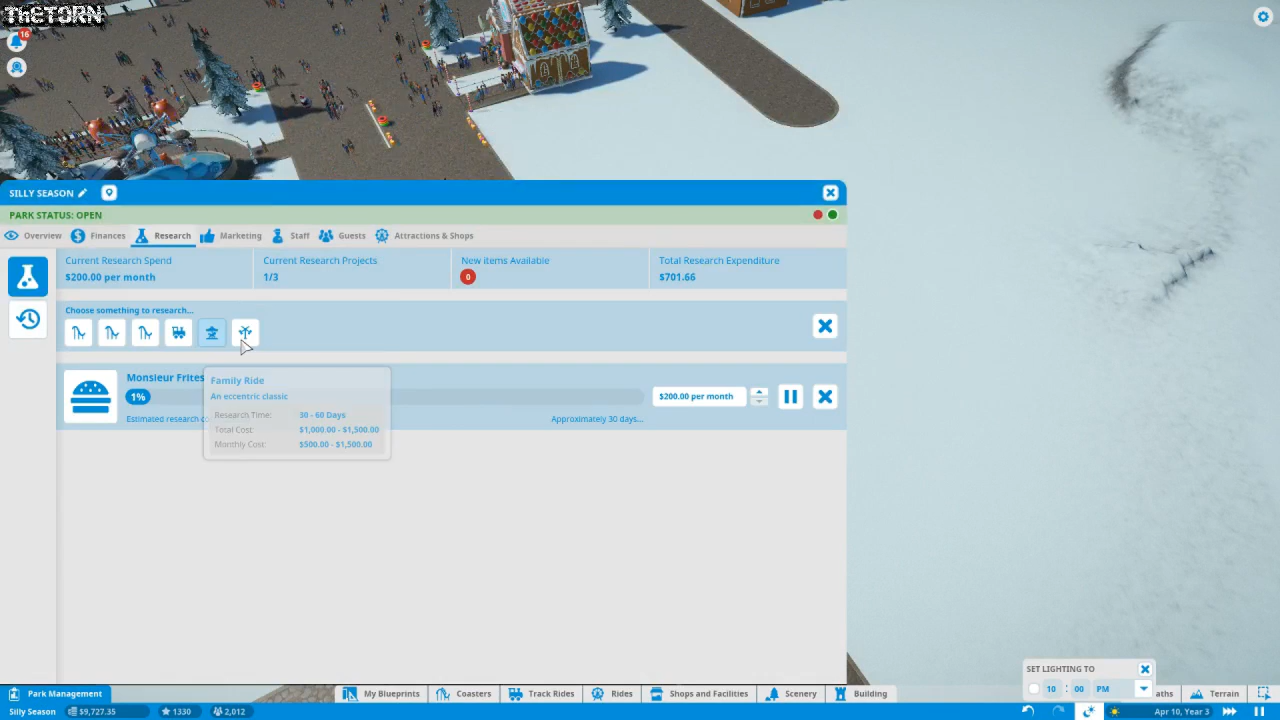 THETORN
16
SILLY SEASON
PARK STATUS: OPEN
Overview Finances Research Marketing Staff Guests Attractions & Shops
Current Research Spend Current Research Projects New items Available Total Research Expenditure
$200.00 per month 1/3 0 $701.66
Choose something to research...
Monsieur Frites
1% $200.00 per month
Estimated research Approximately 30 days...
Family Ride
An eccentric classic
Research Time: 30 - 60 Days
Total Cost: $1,000.00 - $1,500.00
Monthly Cost: $500.00 - $1,500.00
SET LIGHTING TO
10 : 00 PM
Park Management My Blueprints Coasters Track Rides Rides Shops and Facilities Scenery Building aths Terrain
Silly Season $9,727.35 1330 2,012 Apr 10, Year 3